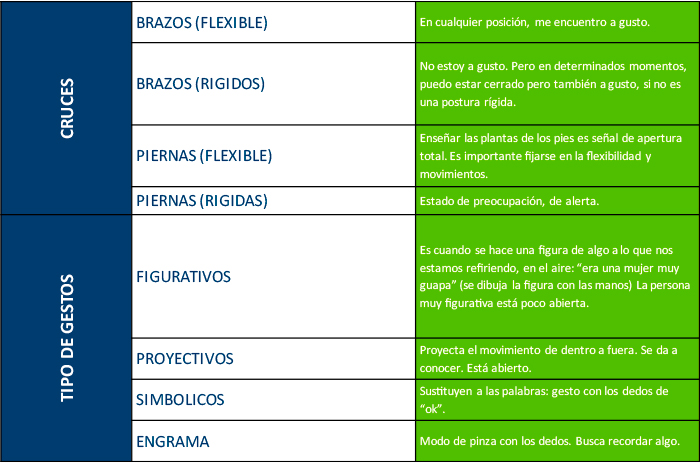 CRUCES
BRAZOS (FLEXIBLE)
En cualquier posición, me encuentro a gusto.
BRAZOS (RIGIDOS)
No estoy a gusto. Pero en determinados momentos,
puedo estar cerrado pero también a gusto, si no es
una postura rígida.
PIERNAS (FLEXIBLE)
Enseñar las plantas de los pies es señal de apertura
total. Es importante fijarse en la flexibilidad y
movimientos.
PIERNAS (RIGIDAS)
Estado de preocupación, de alerta.
TIPO DE GESTOS
FIGURATIVOS
Es cuando se hace una figura de algo a lo que nos
estamos refiriendo, en el aire: “era una mujer muy
guapa” (se dibuja la figura con las manos) La persona
muy figurativa está poco abierta.
PROYECTIVOS
Proyecta el movimiento de dentro a fuera. Se da a
conocer. Está abierto.
SIMBOLICOS
Sustituyen a las palabras: gesto con los dedos de
“ok”.
ENGRAMA
Modo de pinza con los dedos. Busca recordar algo.